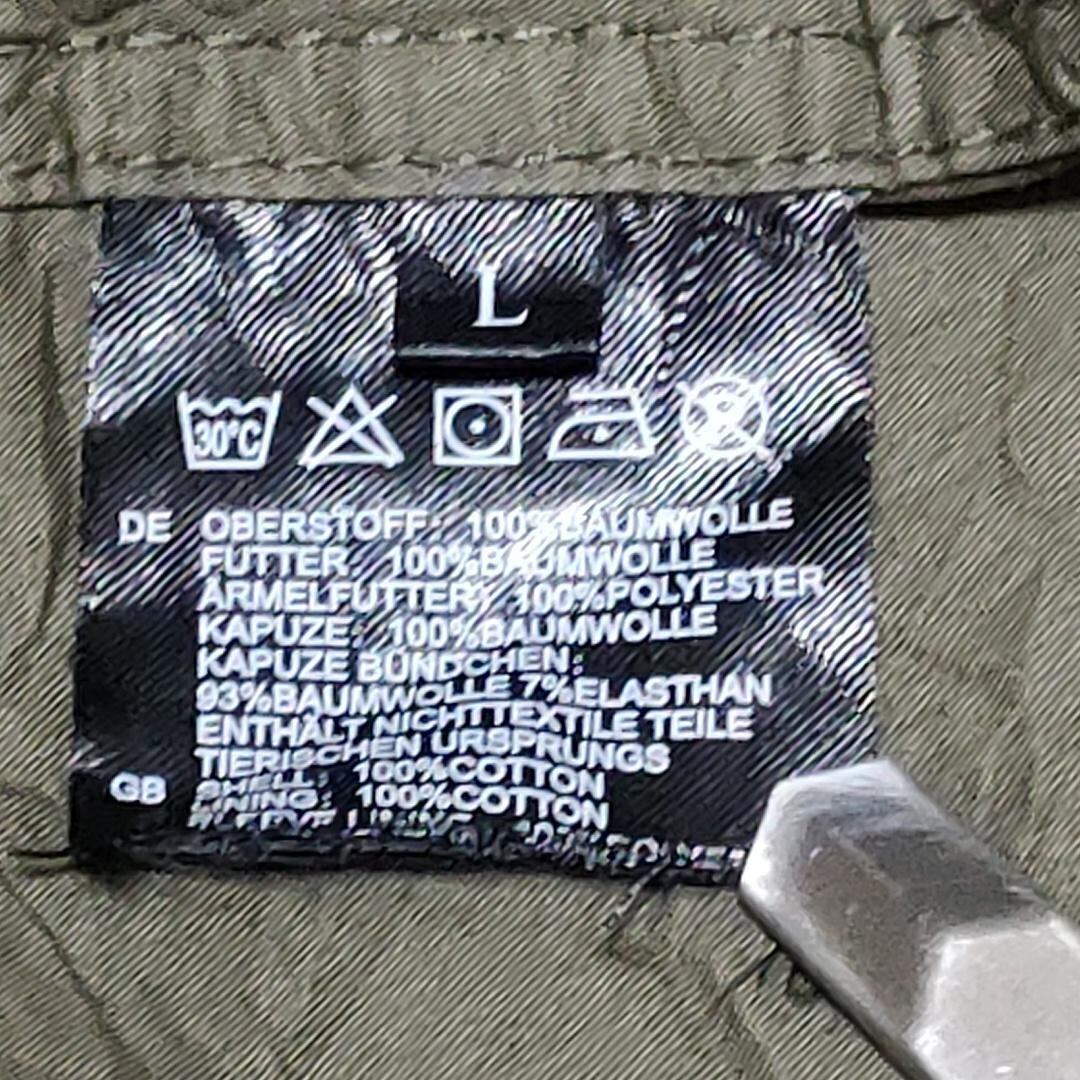 L
30°C
DE OBERSTOFF: 100%BAUMWOLLE
FUTTER: 100%BAUMWOLLE
ÄRMELFUTTER: 100%POLYESTER
KAPUZE: 100%BAUMWOLLE
KAPUZE BÜNDCHEN:
93%BAUMWOLLE 7%ELASTHAN
ENTHÄLT NICHTTEXTILE TEILE
TIERISCHEN URSPRUNGS
GB SHELL: 100%COTTON
LINING: 100%COTTON